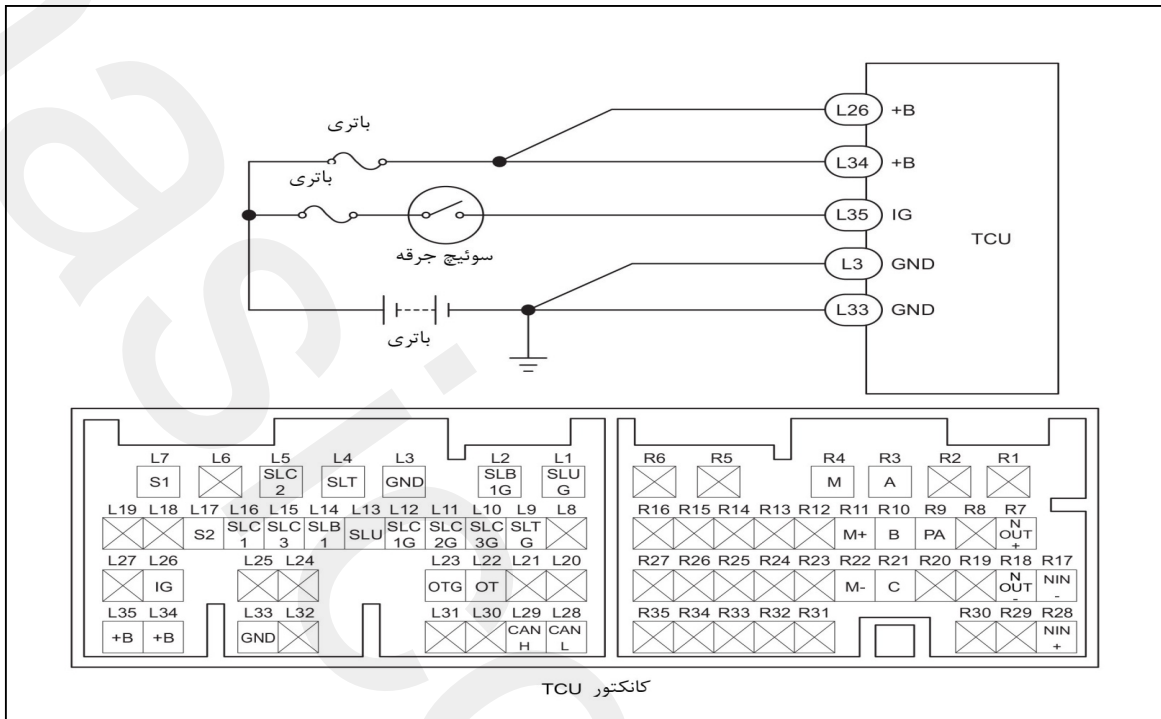 باتری
L26 +B
L34 +B
باتری
L35 IG
TCU
سوئیچ جرقه
L3 GND
L33 GND
باتری
L7 L6 L5 L4 L3 L2 L1
S1 SLC 2 SLT GND SLB 1G SLU G
R6 R5 R4 R3 R2 R1
M A
L19 L18 L17 L16 L15 L14 L13 L12 L11 L10 L9 L8
S2 SLC 1 SLC 3 SLB 1 SLU SLC 1G SLC 2G SLC 3G SLT G
R16 R15 R14 R13 R12 R11 R10 R9 R8 R7
M+ B PA N OUT +
L27 L26 L25 L24 L23 L22 L21 L20
IG OTG OT
R27 R26 R25 R24 R23 R22 R21 R20 R19 R18 R17
M- C N OUT - NIN -
L35 L34 L33 L32 L31 L30 L29 L28
+B +B GND CAN H CAN L
R35 R34 R33 R32 R31 R30 R29 R28
NIN +
کانکتور TCU